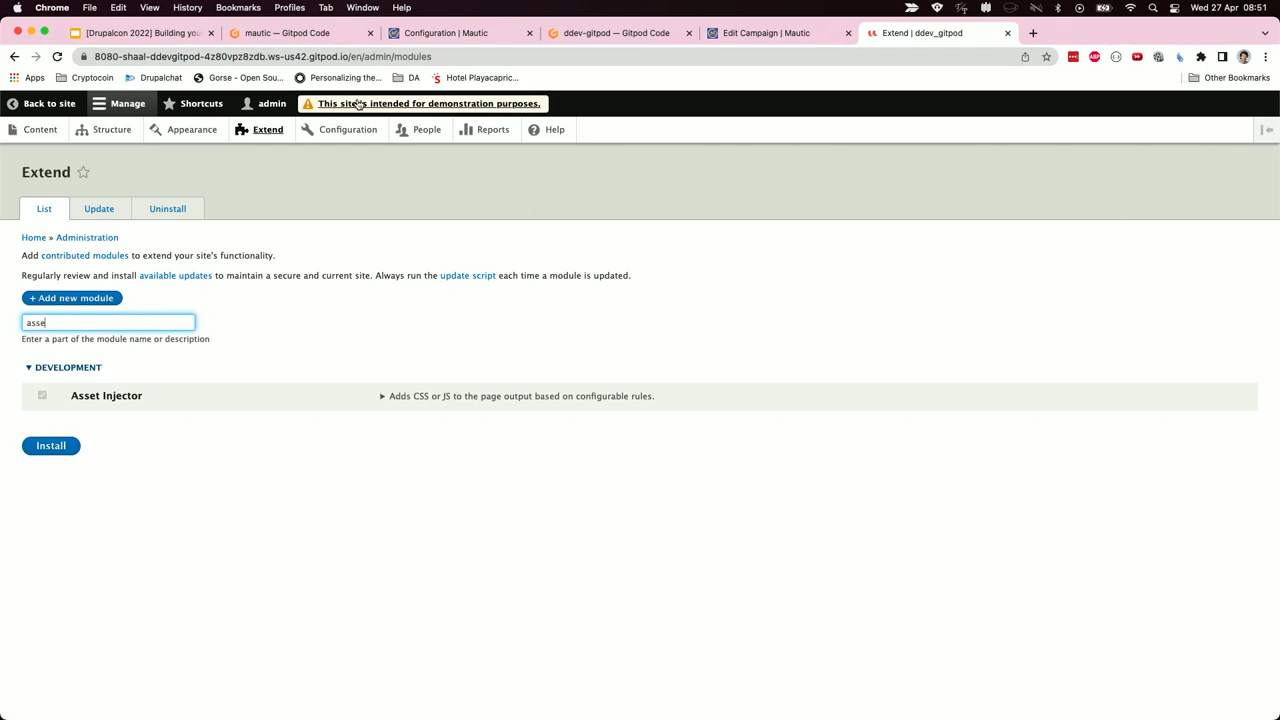 Chrome File Edit View History Bookmarks Profiles Tab Window Help Wed 27 Apr 08:51
[Drupalcon 2022] Building you × mautic — Gitpod Code × Configuration | Mautic × ddev-gitpod — Gitpod Code × Edit Campaign | Mautic × Extend | ddev_gitpod × +
8080-shaal-ddevgitpod-4z80vpz8zdb.ws-us42.gitpod.io/en/admin/modules
Apps Cryptocoin Drupalchat Gorse - Open Sou... Personalizing the... DA Hotel Playacapric... Other Bookmarks
Back to site Manage Shortcuts admin This site is intended for demonstration purposes.
Content Structure Appearance Extend Configuration People Reports Help
Extend
List Update Uninstall
Home » Administration
Add contributed modules to extend your site's functionality.
Regularly review and install available updates to maintain a secure and current site. Always run the update script each time a module is updated.
+ Add new module
asse
Enter a part of the module name or description
▼ DEVELOPMENT
Asset Injector ► Adds CSS or JS to the page output based on configurable rules.
Install